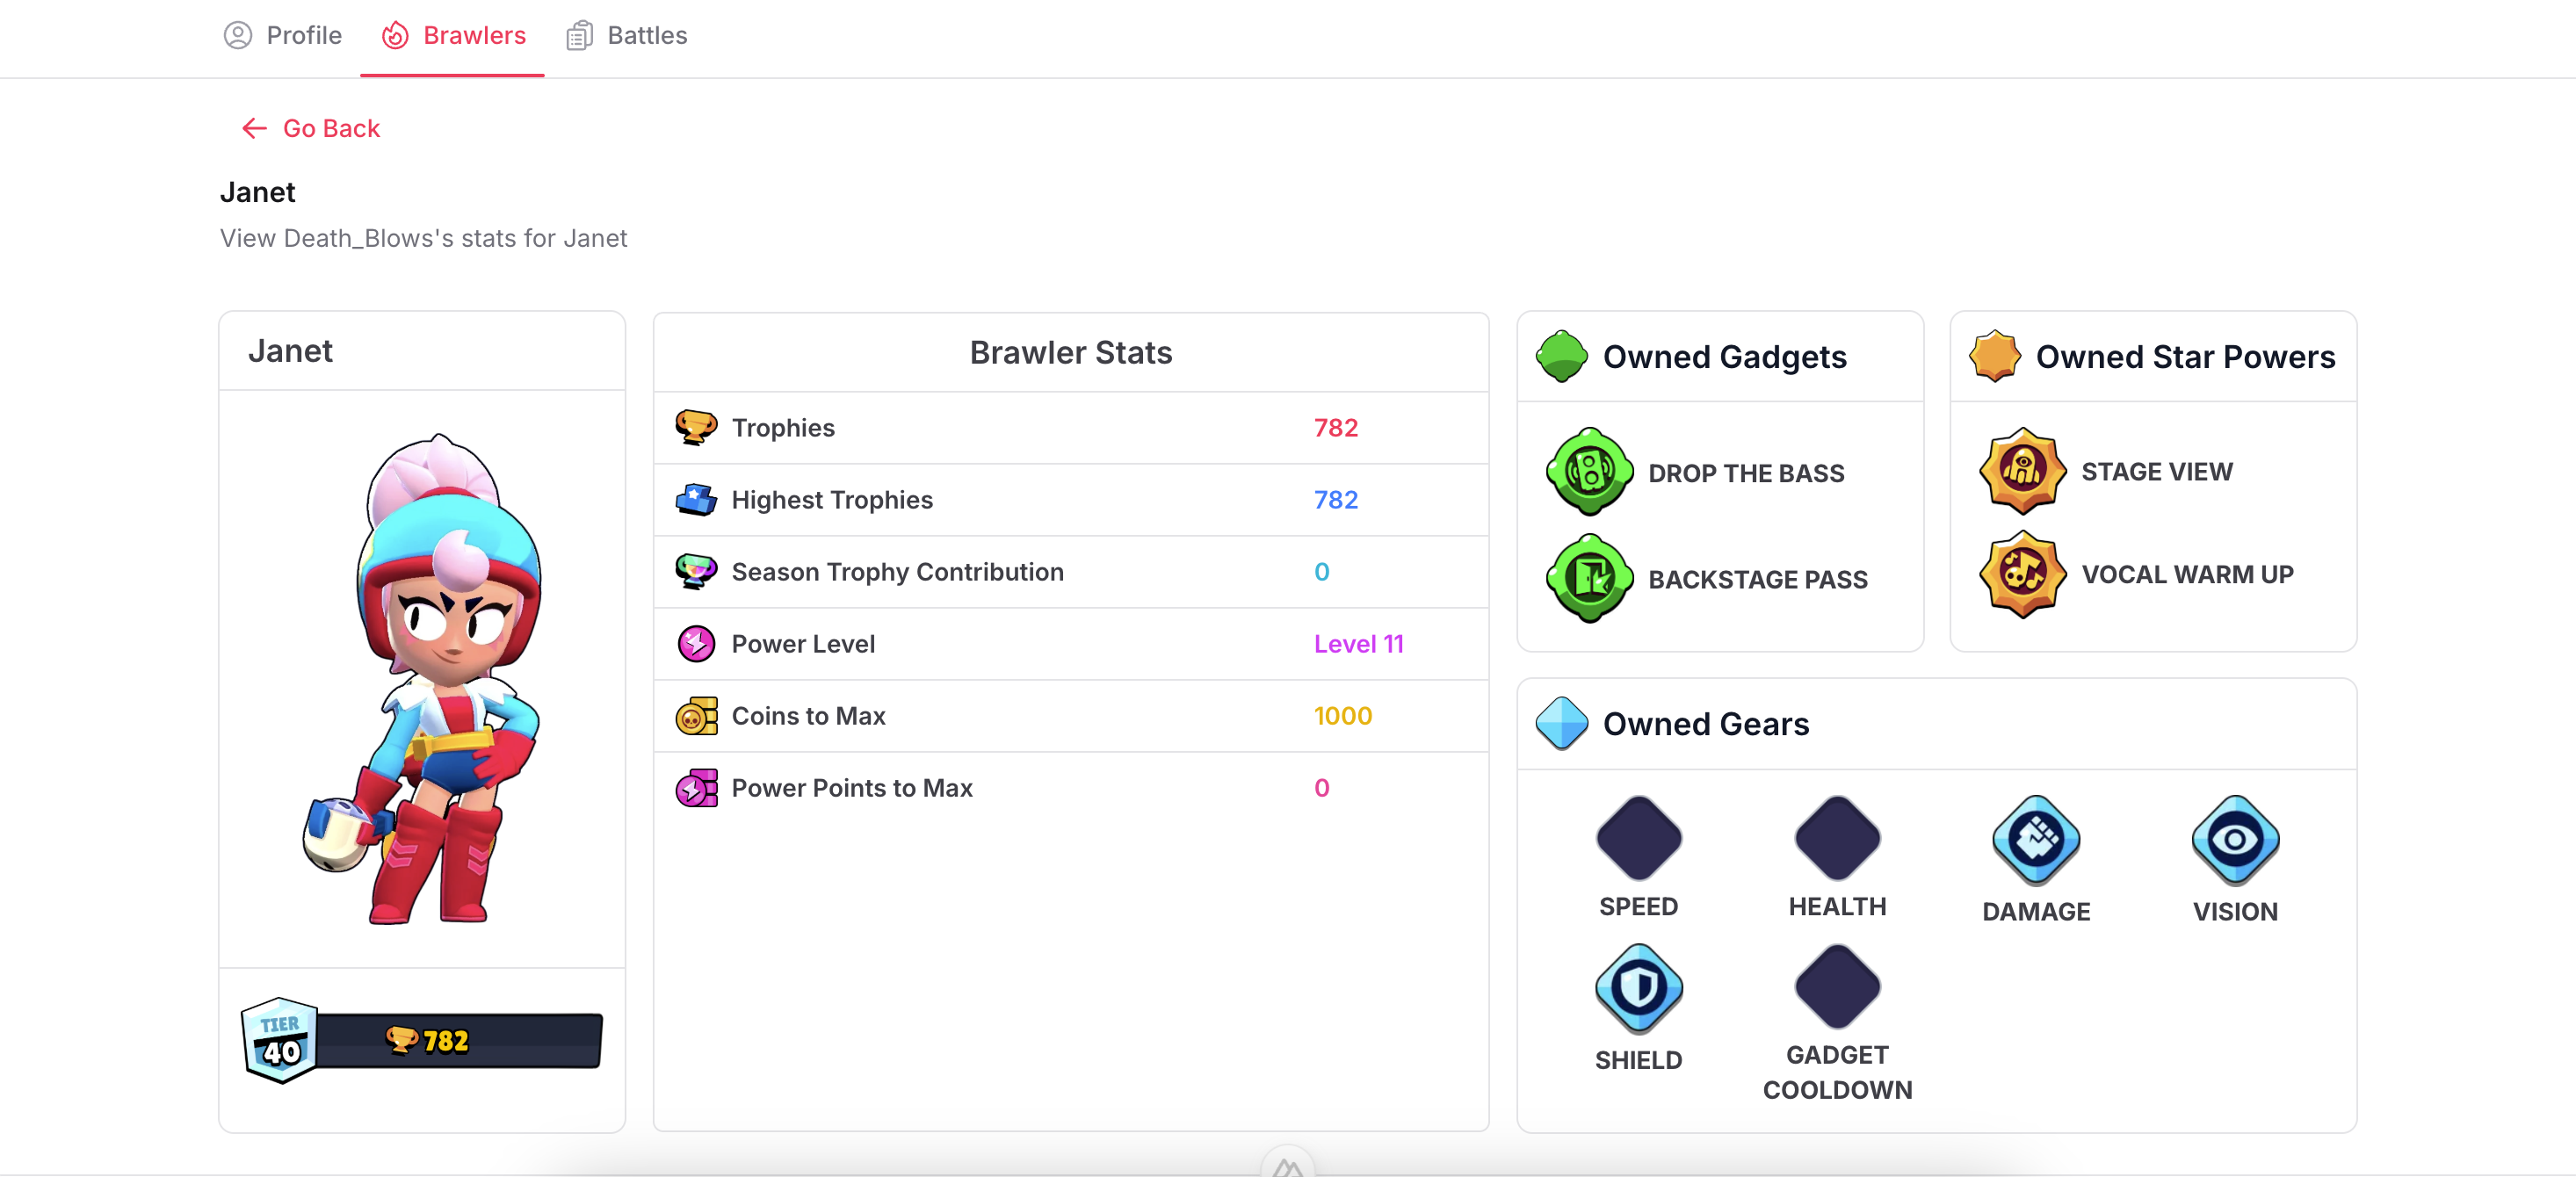 Profile
Brawlers
Battles
Go Back
Janet
View Death_Blows's stats for Janet
Janet
TIER
40
782
Brawler Stats
Trophies 782
Highest Trophies 782
Season Trophy Contribution 0
Power Level Level 11
Coins to Max 1000
Power Points to Max 0
Owned Gadgets
DROP THE BASS
BACKSTAGE PASS
Owned Star Powers
STAGE VIEW
VOCAL WARM UP
Owned Gears
SPEED
HEALTH
DAMAGE
VISION
SHIELD
GADGET
COOLDOWN